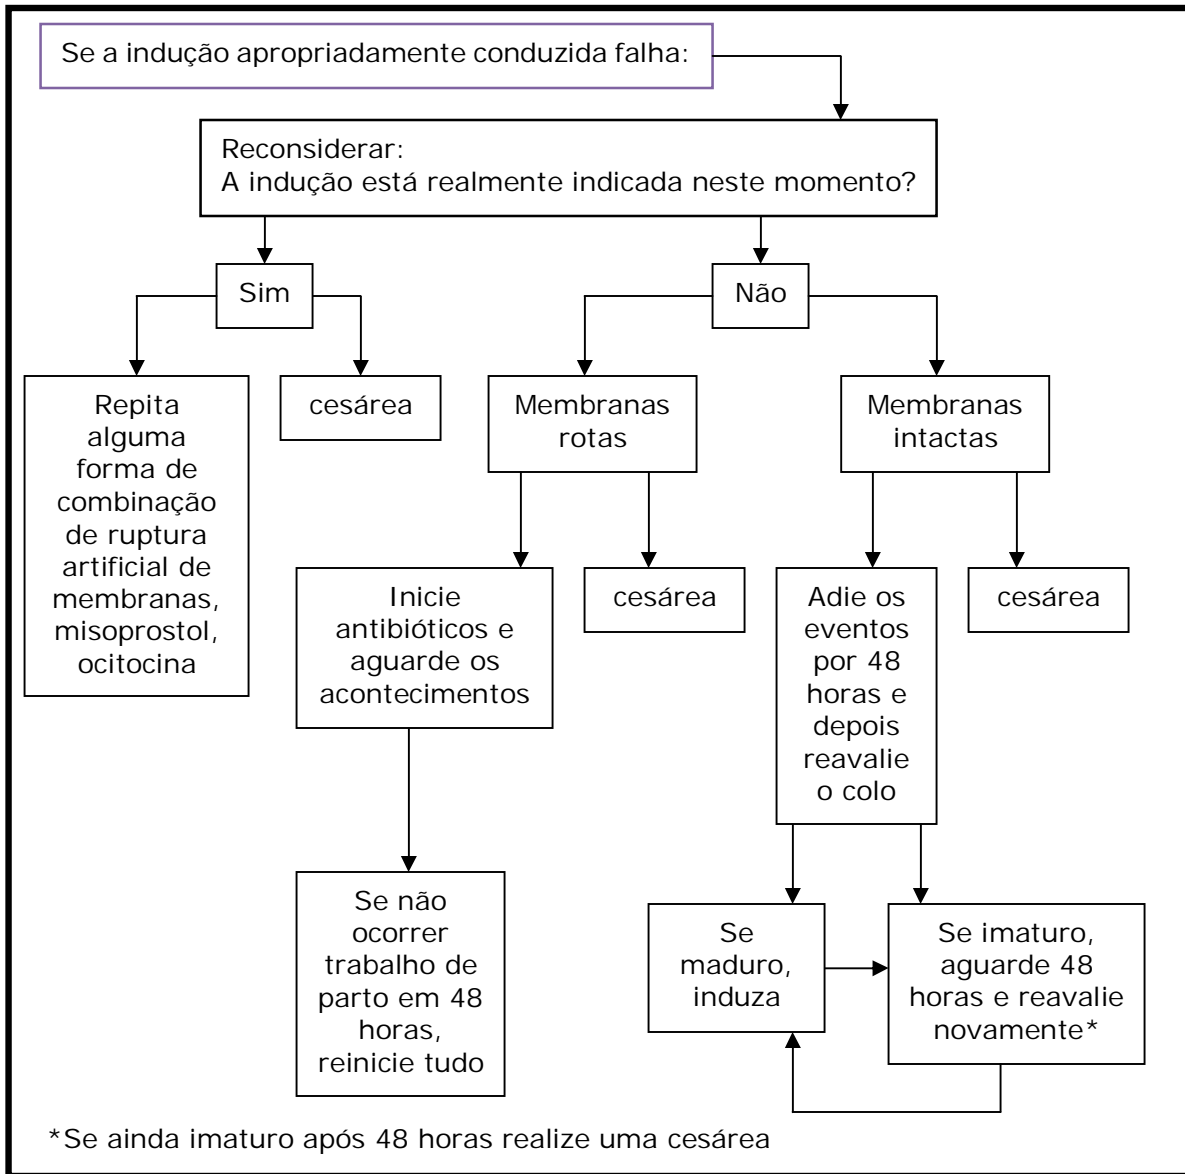 Se a indução apropriadamente conduzida falha:
Reconsiderar:
A indução está realmente indicada neste momento?
Sim
Não
Repita
alguma
forma de
combinação
de ruptura
artificial de
membranas,
misoprostol,
ocitocina
cesárea
Membranas
rotas
Membranas
intactas
Inicie
antibióticos e
aguarde os
acontecimentos
cesárea
Adie os
eventos
por 48
horas e
depois
reavalie
o colo
cesárea
Se não
ocorrer
trabalho de
parto em 48
horas,
reinicie tudo
Se
maduro,
induza
Se imaturo,
aguarde 48
horas e reavalie
novamente*
*Se ainda imaturo após 48 horas realize uma cesárea